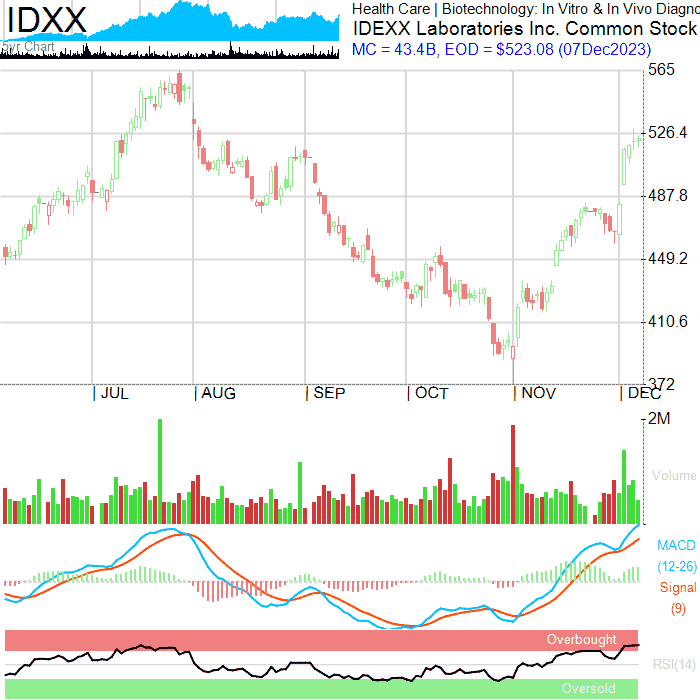 IDXX
5yr Chart
Health Care | Biotechnology: In Vitro & In Vivo Diagno
IDEXX Laboratories Inc. Common Stock
MC = 43.4B, EOD = $523.08 (07Dec2023)
565
526.4
487.8
449.2
410.6
372
JUL AUG SEP OCT NOV DEC
2M
Volume
MACD
(12-26)
Signal
(9)
Overbought
RSI(14)
Oversold